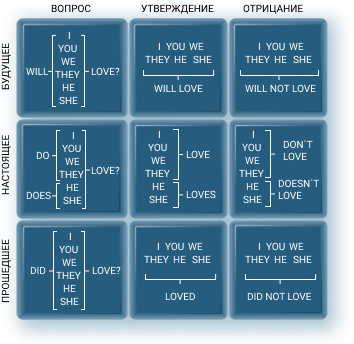 ВОПРОС УТВЕРЖДЕНИЕ ОТРИЦАНИЕ
БУДУЩЕЕ
I
YOU
WE
WILL THEY LOVE?
HE
SHE
I YOU WE
THEY HE SHE
WILL LOVE
I YOU WE
THEY HE SHE
WILL NOT LOVE
НАСТОЯЩЕЕ
I
DO YOU
WE
THEY LOVE?
HE
DOES SHE
I
YOU
WE LOVE
THEY
HE
SHE LOVES
I
YOU DON`T
WE LOVE
THEY
HE DOESN`T
SHE LOVE
ПРОШЕДШЕЕ
I
YOU
WE
DID THEY LOVE?
HE
SHE
I YOU WE
THEY HE SHE
LOVED
I YOU WE
THEY HE SHE
DID NOT LOVE